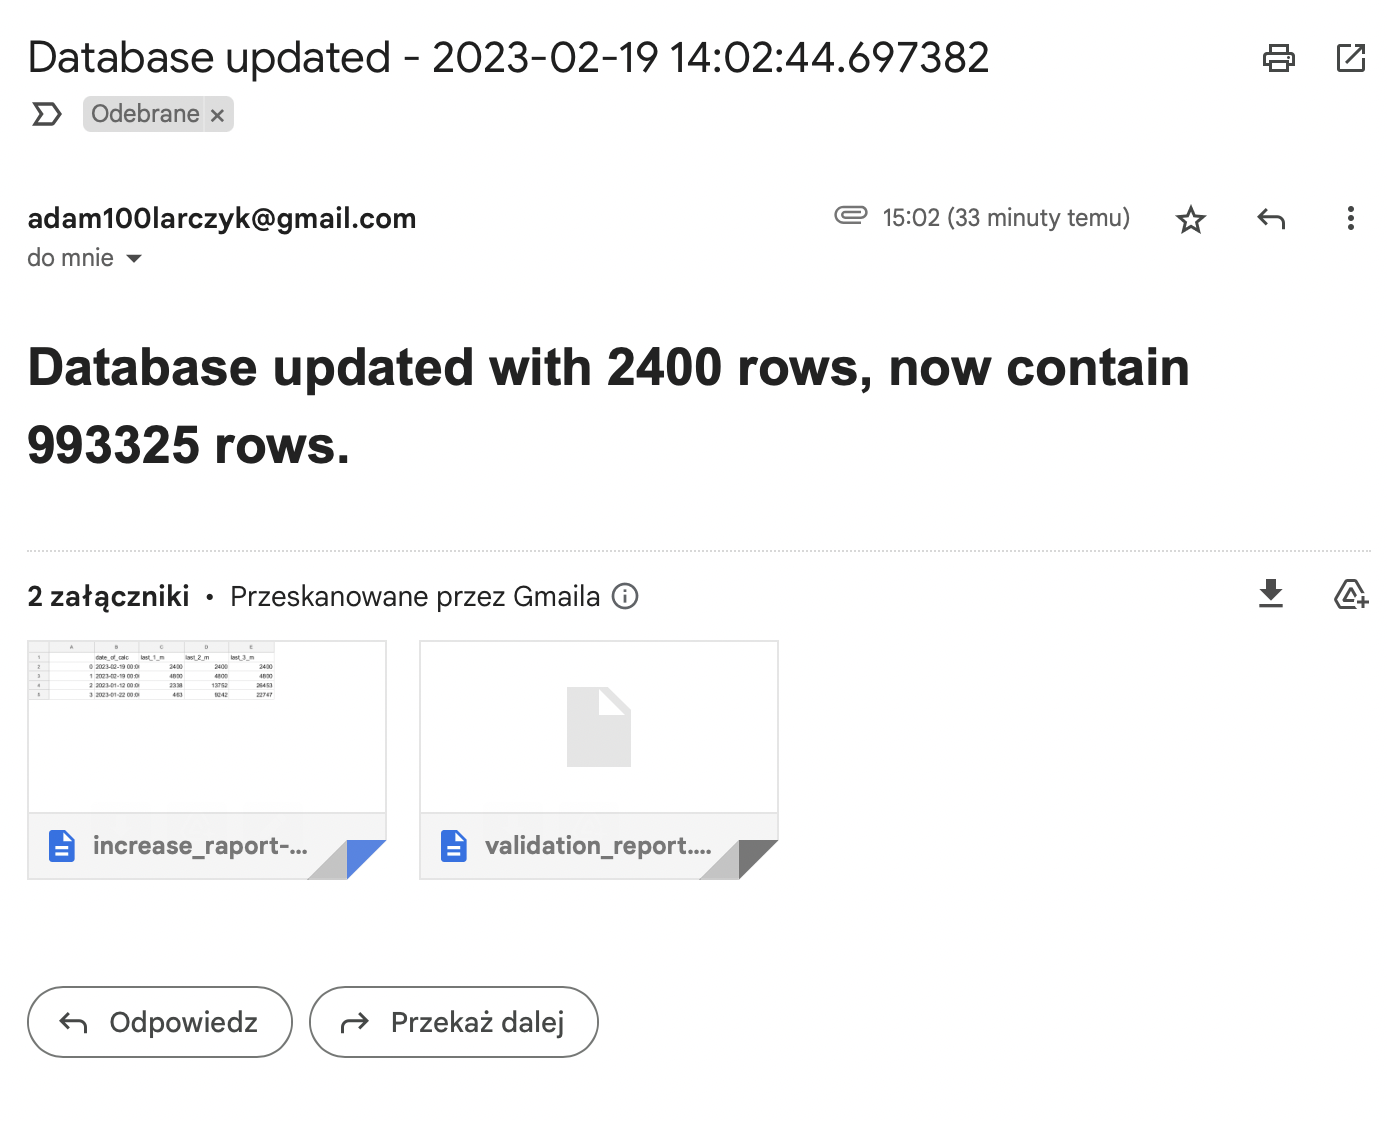 Database updated - 2023-02-19 14:02:44.697382
Odebrane ×
adam100larczyk@gmail.com
15:02 (33 minuty temu)
do mnie
Database updated with 2400 rows, now contain
993325 rows.
2 załączniki • Przeskanowane przez Gmaila
A B C D E
1 date_of_calc last_1_m last_2_m last_3_m
2 0 2023-02-19 00:0 2400 2400 2400
3 1 2023-02-19 00:0 4800 4800 4800
4 2 2023-01-12 00:0 2338 13752 26453
5 3 2023-01-22 00:0 463 9242 22747
increase_raport-...
validation_report....
Odpowiedz
Przekaż dalej